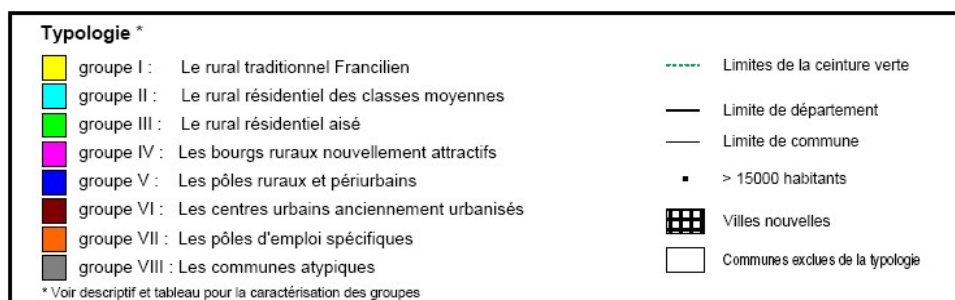 Typologie *
groupe I : Le rural traditionnel Francilien
groupe II : Le rural résidentiel des classes moyennes
groupe III : Le rural résidentiel aisé
groupe IV : Les bourgs ruraux nouvellement attractifs
groupe V : Les pôles ruraux et périurbains
groupe VI : Les centres urbains anciennement urbanisés
groupe VII : Les pôles d'emploi spécifiques
groupe VIII : Les communes atypiques
* Voir descriptif et tableau pour la caractérisation des groupes
Limites de la ceinture verte
Limite de département
Limite de commune
> 15000 habitants
Villes nouvelles
Communes exclues de la typologie